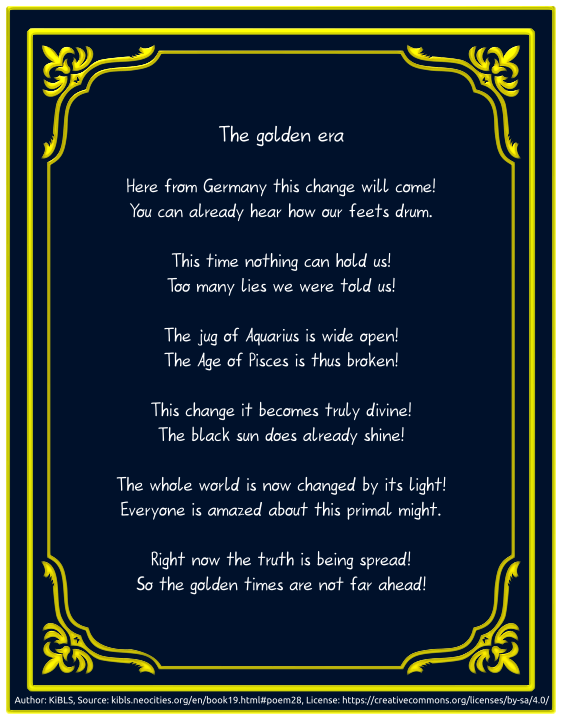 The golden era
Here from Germany this change will come!
You can already hear how our feets drum.
This time nothing can hold us!
Too many lies we were told us!
The jug of Aquarius is wide open!
The Age of Pisces is thus broken!
This change it becomes truly divine!
The black sun does already shine!
The whole world is now changed by its light!
Everyone is amazed about this primal might.
Right now the truth is being spread!
So the golden times are not far ahead!
Author: KiBLS, Source: kibls.neocities.org/en/book19.html#poem28, License: https://creativecommons.org/licenses/by-sa/4.0/